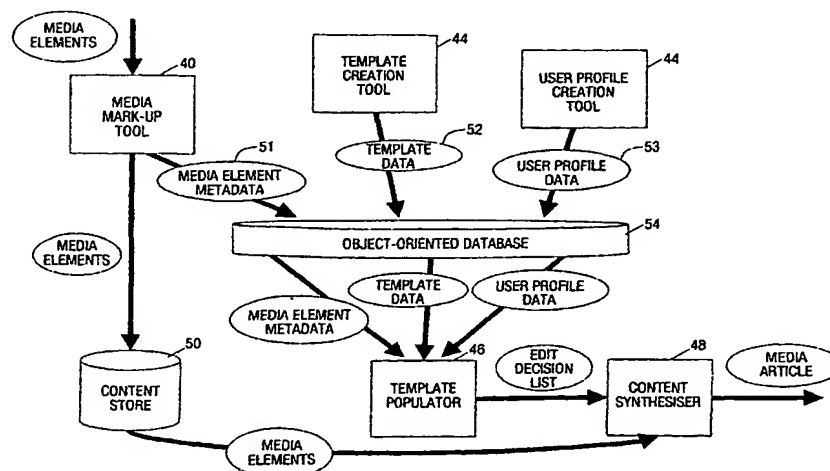 MEDIA
ELEMENTS
40
MEDIA
MARK-UP
TOOL
44
TEMPLATE
CREATION
TOOL
44
USER PROFILE
CREATION
TOOL
51
MEDIA ELEMENT
METADATA
52
TEMPLATE
DATA
53
USER PROFILE
DATA
54
OBJECT-ORIENTED DATABASE
MEDIA
ELEMENTS
MEDIA ELEMENT
METADATA
TEMPLATE
DATA
USER PROFILE
DATA
50
CONTENT
STORE
46
TEMPLATE
POPULATOR
EDIT
DECISION
LIST
48
CONTENT
SYNTHESISER
MEDIA
ARTICLE
MEDIA
ELEMENTS